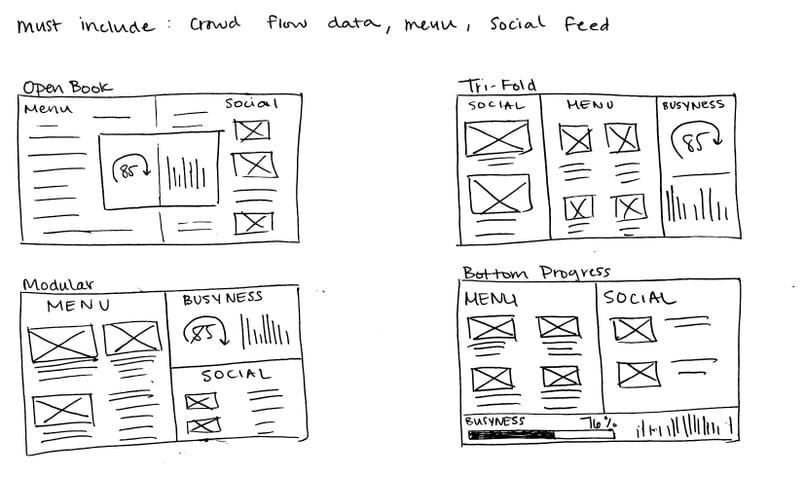 Must include : Crowd flow data, menu, Social Feed
Open Book
Menu
Social
85
Tri-Fold
SOCIAL
MENU
BUSYNESS
85
Modular
MENU
BUSYNESS
85
SOCIAL
Bottom Progress
MENU
SOCIAL
BUSYNESS
76%